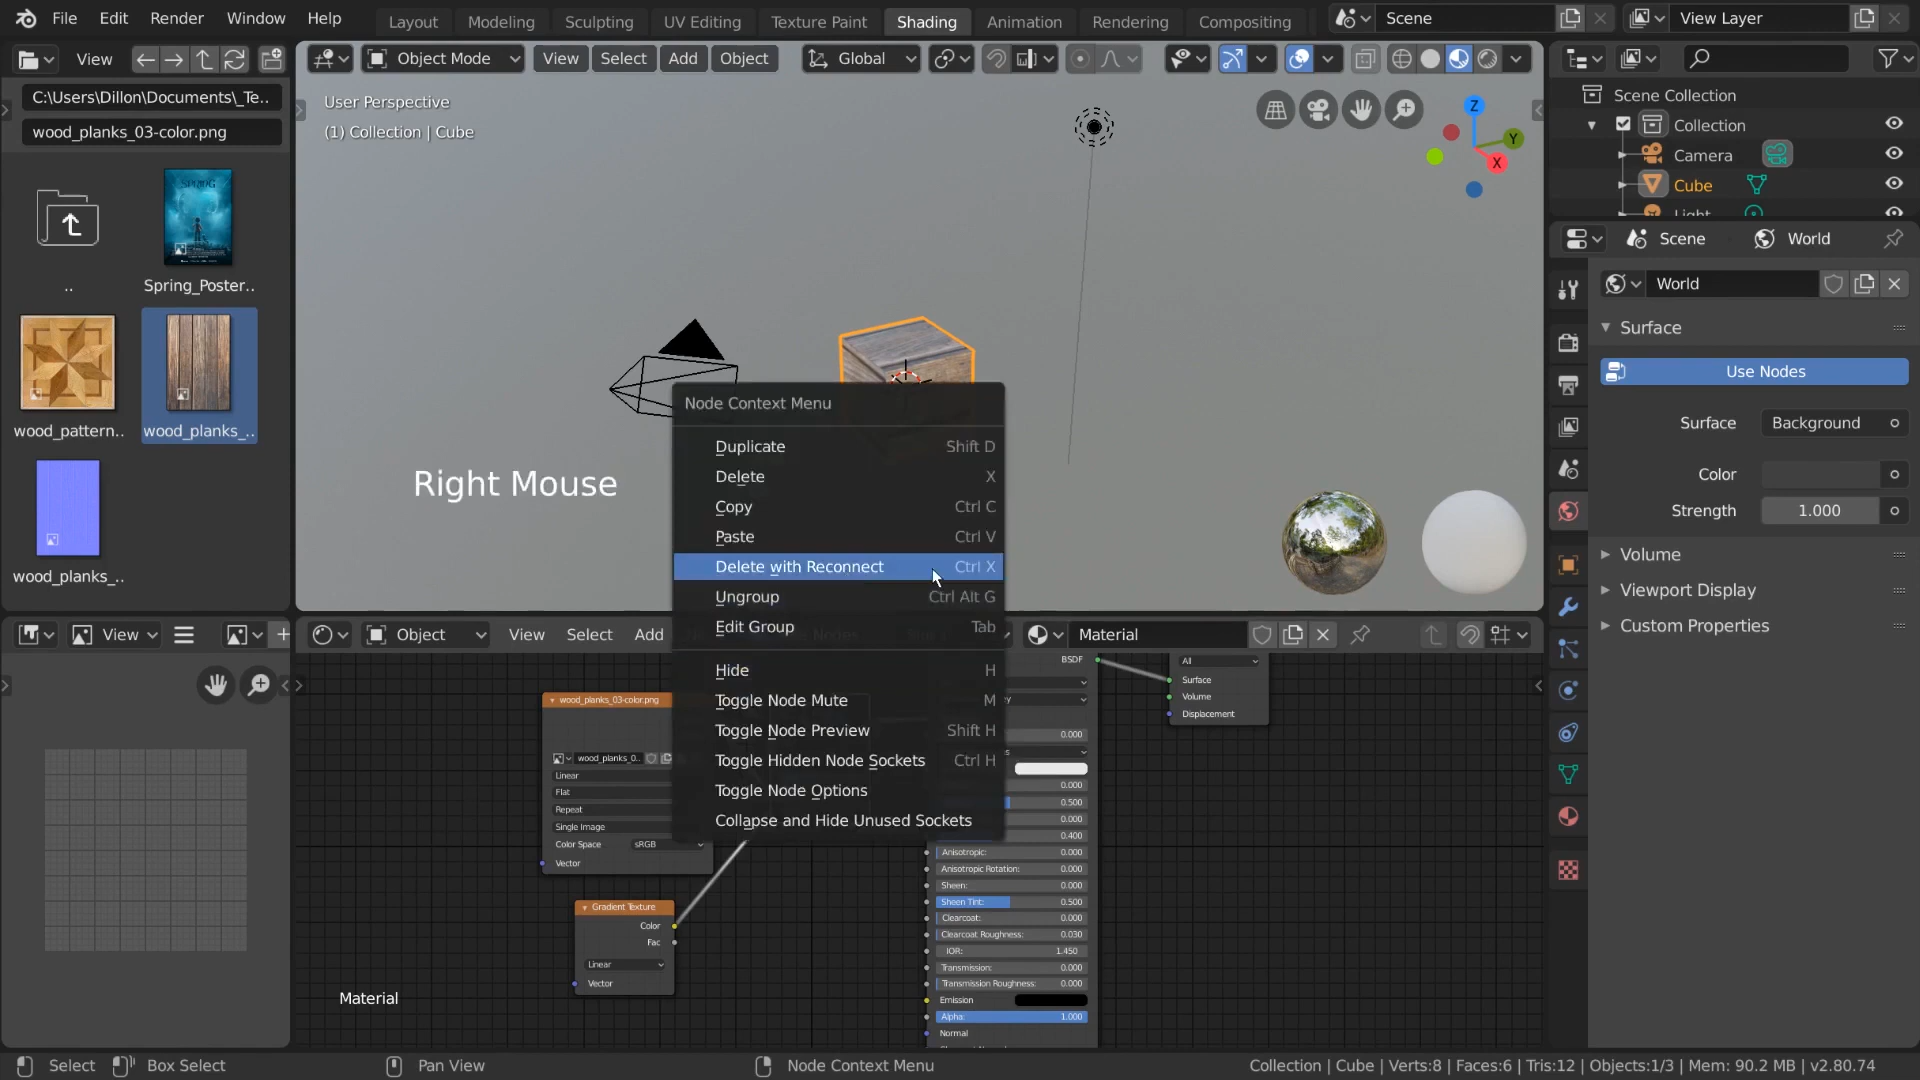 File Edit Render Window Help Layout Modeling Sculpting UV Editing Texture Paint Shading Animation Rendering Compositing Scene View Layer
View Object Mode View Select Add Object Global
C:\Users\Dillon\Documents\_Te..
wood_planks_03-color.png
..
Spring_Poster..
wood_pattern..
wood_planks_..
wood_planks_..
User Perspective
(1) Collection | Cube
Z
Y
X
Right Mouse
Node Context Menu
Duplicate Shift D
Delete X
Copy Ctrl C
Paste Ctrl V
Delete with Reconnect Ctrl X
Ungroup Ctrl Alt G
Edit Group Tab
Hide H
Toggle Node Mute M
Toggle Node Preview Shift H
Toggle Hidden Node Sockets Ctrl H
Toggle Node Options
Collapse and Hide Unused Sockets
Scene Collection
Collection
Camera
Cube
Light
Scene World
World
Surface
Use Nodes
Surface Background
Color
Strength 1.000
Volume
Viewport Display
Custom Properties
View
Object View Select Add Material
wood_planks_03-color.png
wood_planks_0..
Linear
Flat
Repeat
Single Image
Color Space sRGB
Vector
Gradient Texture
Color
Fac
Linear
Vector
BSDF
0.000
0.000
0.500
0.000
0.400
Anisotropic: 0.000
Anisotropic Rotation: 0.000
Sheen: 0.000
Sheen Tint: 0.500
Clearcoat: 0.000
Clearcoat Roughness: 0.030
IOR: 1.450
Transmission: 0.000
Transmission Roughness: 0.000
Emission
Alpha: 1.000
Normal
All
Surface
Volume
Displacement
Material
Select Box Select Pan View Node Context Menu Collection | Cube | Verts:8 | Faces:6 | Tris:12 | Objects:1/3 | Mem: 90.2 MB | v2.80.74